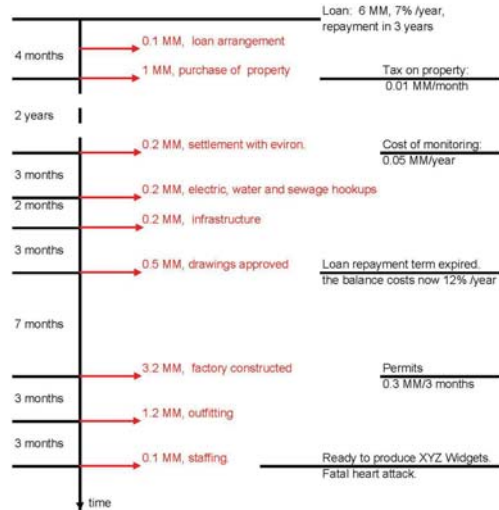 Loan: 6 MM, 7% /year,
repayment in 3 years
0.1 MM, loan arrangement
4 months
1 MM, purchase of property
Tax on property:
0.01 MM/month
2 years
0.2 MM, settlement with eviron.
Cost of monitoring:
0.05 MM/year
3 months
0.2 MM, electric, water and sewage hookups
2 months
0.2 MM, infrastructure
3 months
0.5 MM, drawings approved
Loan repayment term expired.
the balance costs now 12% /year
7 months
3.2 MM, factory constructed
Permits
0.3 MM/3 months
3 months
1.2 MM, outfitting
3 months
0.1 MM, staffing.
Ready to produce XYZ Widgets.
Fatal heart attack.
time